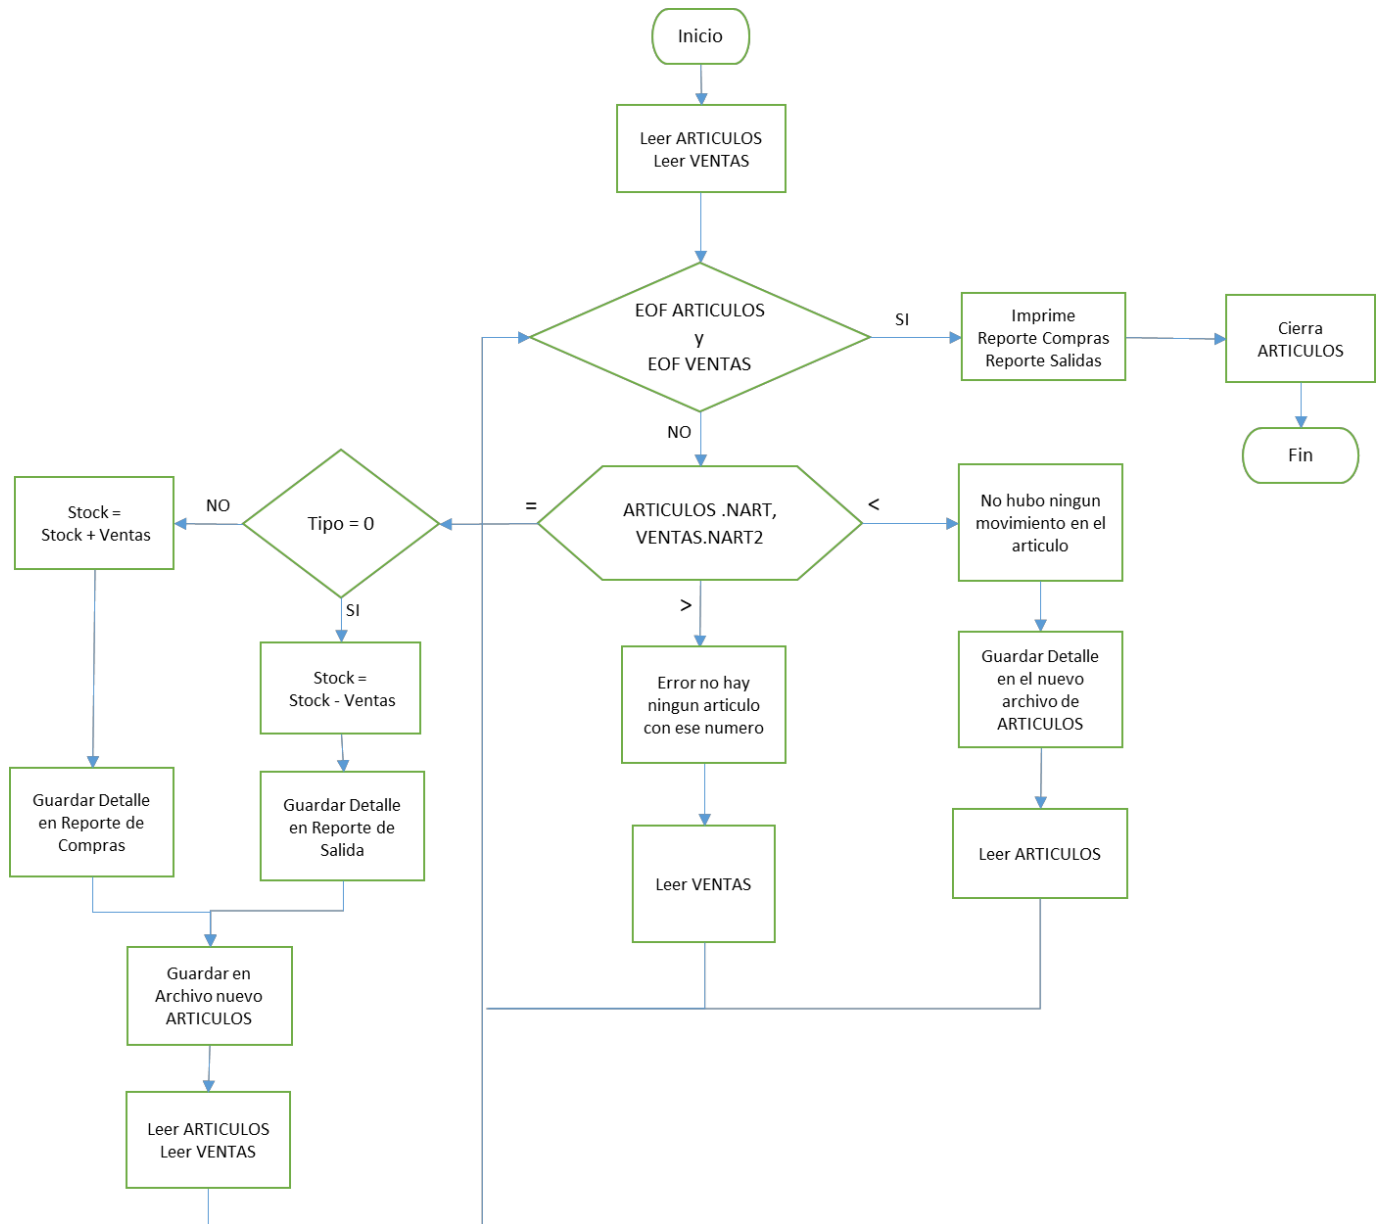 Inicio
Leer ARTICULOS
Leer VENTAS
EOF ARTICULOS
y
EOF VENTAS
SI
Imprime
Reporte Compras
Reporte Salidas
Cierra
ARTICULOS
Fin
NO
ARTICULOS .NART,
VENTAS.NART2
=
<
>
Tipo = 0
NO
SI
Stock =
Stock + Ventas
Stock =
Stock - Ventas
Guardar Detalle
en Reporte de
Compras
Guardar Detalle
en Reporte de
Salida
Guardar en
Archivo nuevo
ARTICULOS
Leer ARTICULOS
Leer VENTAS
Error no hay
ningun articulo
con ese numero
Leer VENTAS
No hubo ningun
movimiento en el
articulo
Guardar Detalle
en el nuevo
archivo de
ARTICULOS
Leer ARTICULOS